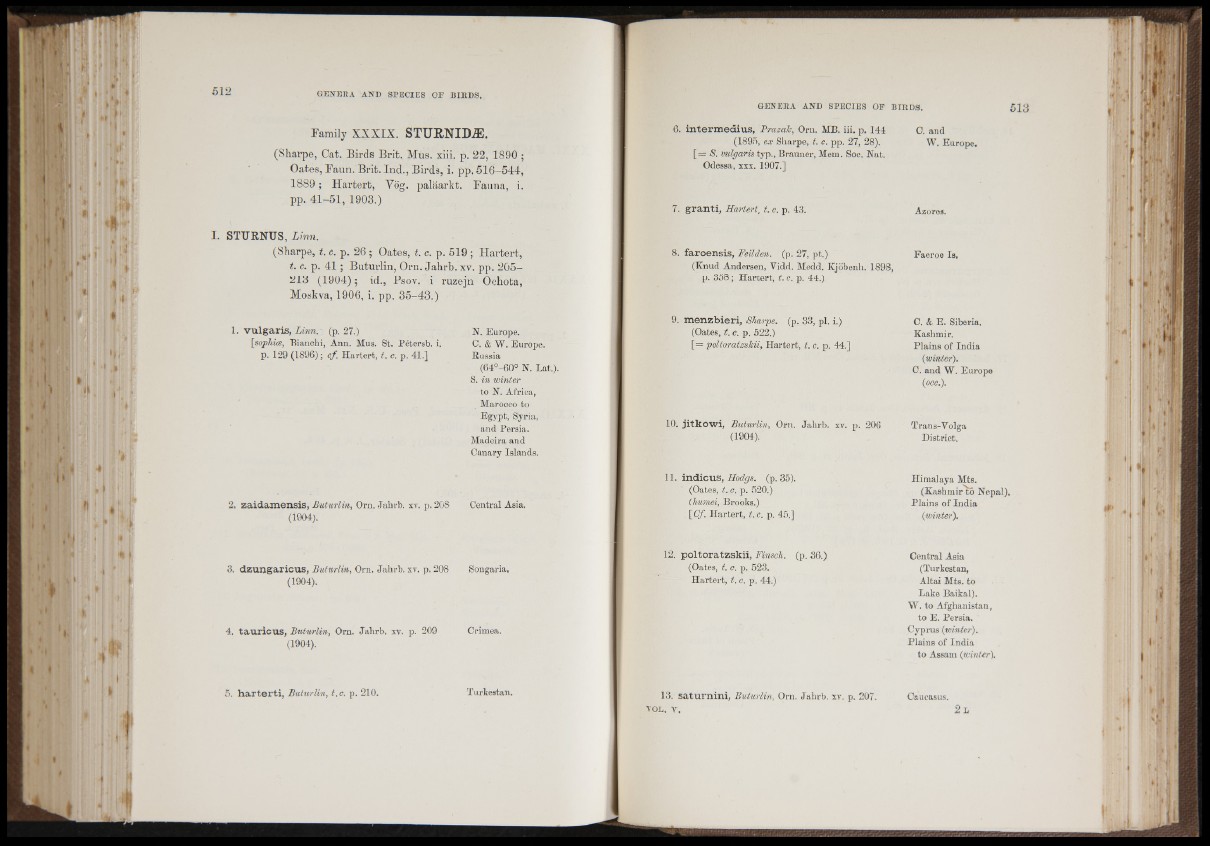 512
GENERA AND SPECIES OF BIRDS.
Family XXXIX. STURNIDÆ.
(Sharpe, Cat. Birds Brit. Mus. xiii. p. 22, 1890 ;
Oates, Faun. Brit. Ind., Birds, i. pp. 516–544,
1889 ; Hartert, Vög. paläarkt. Fauna, i.
pp. 41–51, 1903.)
I. STURNUS, Linn.
(Sharpe, t. c. p. 26 ; Oates, t. c. p. 519 ; Hartert,
t. c. p. 41 ; Buturlin, Orn. Jahrb. xv. pp. 205–
213 (1904) ; id., Psov. i ruzejn Ochota,
Moskva, 1906, i. pp. 35–43.)
1. vulgaris, Linn. (p. 27.)
[sophiæ, Bianchi, Ann. Mus. St. Pétersb. i.
p. 129 (1896) ; cf. Hartert, t. c. p. 41.]
N. Europe.
C. & W. Europe.
Russia
(64°–60° N. Lat.).
S. in winter
to N. Africa,
Marocco to
Egypt, Syria,
and Persia.
Madeira and
Canary Islands.
2. zaidamensis, Buturlin, Orn. Jahrb. xv. p. 208
(1904).
Central Asia.
3. dzungaricus, Buturlin, Orn. Jahrb. xv. p. 208
(1904).
Songaria.
4. tauricus, Buturlin, Orn. Jahrb. xv. p. 209
(1904).
Crimea.
5. harterti, Buturlin, t.c. p. 210.
Turkestan.
GENERA AND SPECIES OF BIRDS.
513
6. intermedius, Prazak, Orn. MB. iii. p. 144
(1895, ex Sharpe, t. c. pp. 27, 28).
[= S. vulgaris typ., Brauner, Mem. Soc. Nat.
Odessa, xxx. 1907.]
C. and
W. Europe.
7. granti, Hartert, t. c. p. 43.
Azores.
8. faroensis, Feilden. (p. 27, pt.)
(Knud Andersen, Vidd. Medd. Kjöbenh. 1898,
p. 358 ; Hartert, t. c. p. 44.)
Faeroe Is.
9. menzbieri, Sharpe. (p. 33, pl. i.)
(Oates, t. c. p. 522.)
[= poltoratzskii, Hartert, t. c. p. 44.]
C. & E. Siberia.
Kashmir.
Plains of India
(winter).
C. and W. Europe
(occ.).
10. jitkowi, Buturlin, Orn. Jahrb. xv. p. 206
(1904).
Trans-Volga
District.
11. indicus, Hodgs. (p. 35).
(Oates, t. c. p. 520.)
(humei, Brooks.)
[Cf. Hartert, t. c. p. 45.]
Himalaya Mts.
(Kashmir to Nepal).
Plains of India
(winter).
12. poltoratzskii, Finsch. (p. 36.)
(Oates, t. c. p. 523.
Hartert, t. c. p. 44.)
Central Asia
(Turkestan,
Altai Mts. to
Lake Baikal).
W. to Afghanistan,
to E. Persia.
Cyprus (winter).
Plains of India
to Assam (winter).
13. saturnini, Buturlin, Orn. Jahrb. xv. p. 207.
Caucasus.
VOL. V.
2 L